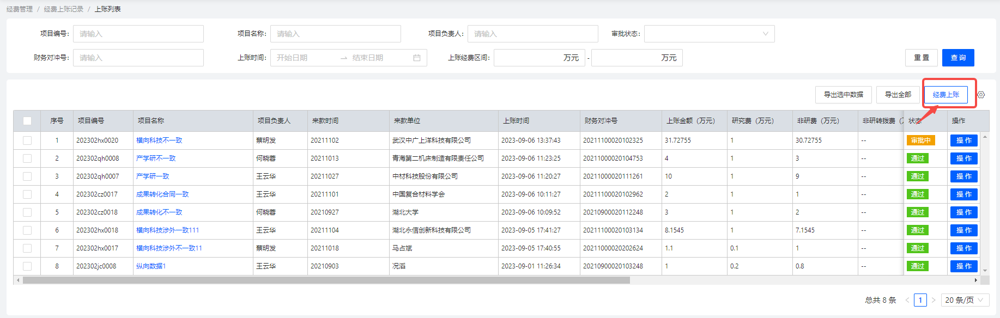 经费管理 / 经费上账记录 / 上账列表
项目编号: 请输入 项目名称: 请输入 项目负责人: 请输入 审批状态:
财务对冲号: 请输入 上账时间: 开始日期 → 结束日期 上账经费区间: 万元 - 万元 重 置 查 询
导出选中数据 导出全部 经费上账
序号 项目编号 项目名称 项目负责人 来款时间 来款单位 上账时间 财务对冲号 上账金额（万元） 研究费（万元） 非研费（万元） 非研转拨费 状态 操作
1 202302hx0020 横向科技不一致 蔡明发 20211102 武汉中广上洋科技有限公司 2023-09-06 13:37:43 20211100020102325 31.72755 1 30.72755 -- 审批中 操 作
2 202302qh0008 产学研不一致 何晓蓉 20211013 青海第二机床制造有限责任公司 2023-09-06 11:23:25 20211000020104753 4 1 3 -- 通过 操 作
3 202302qh0007 产学研一致 王云华 20211027 中材科技股份有限公司 2023-09-06 11:20:27 20211000020111261 10 1 9 -- 通过 操 作
4 202302cz0017 成果转化合同一致 王云华 20211101 中国复合材料学会 2023-09-06 10:11:27 20211100020102962 2 1 1 -- 通过 操 作
5 202302cz0018 成果转化不一致 何晓蓉 20210927 湖北大学 2023-09-06 10:09:52 20210900020112248 3 1 2 -- 通过 操 作
6 202302hx0018 横向科技涉外一致111 王云华 20211104 湖北永信创新科技有限公司 2023-09-05 17:41:27 20211100020103134 8.1545 1 7.1545 -- 通过 操 作
7 202302hx0017 横向科技涉外不一致11 蔡明发 20211018 马占斌 2023-09-05 17:40:55 20211000020202624 1.1 0.1 1 -- 通过 操 作
8 202302jc0008 纵向数据1 王云华 20210903 况滔 2023-09-01 11:26:34 20210900020103248 1 0.2 0.8 -- 通过 操 作
总共 8 条 < 1 > 20 条/页